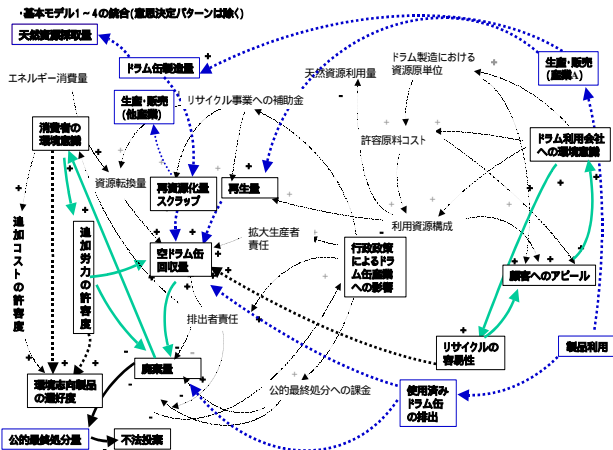 ・基本モデル1~4の統合(意思決定パターンは除く)
天然資源採取量
ドラム缶製造量
エネルギー消費量
天然資源利用量
ドラム製造における
資源原単位
生産・販売
(産業A)
生産・販売
(他産業)
リサイクル事業への補助金
消費者の
環境意識
許容原料コスト
ドラム利用会社
への環境意識
資源転換量
再資源化量
スクラップ
再生量
追加コストの許容度
追加労力の許容度
拡大生産者
責任
利用資源構成
空ドラム缶
回収量
行政政策
によるドラ
ム缶産業
への影響
顧客へのアピール
排出者責任
リサイクルの
容易性
製品利用
廃棄量
環境志向製品
の選好度
公的最終処分への課金
使用済み
ドラム缶
の排出
公的最終処分量
不法投棄